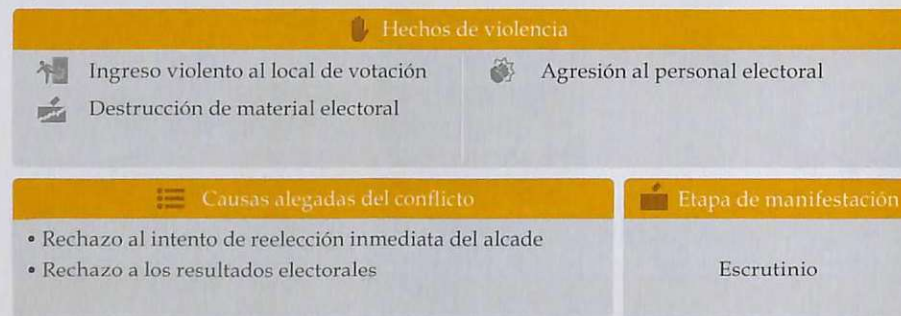 Hechos de violencia
Ingreso violento al local de votación
Destrucción de material electoral
Agresión al personal electoral
Causas alegadas del conflicto
• Rechazo al intento de reelección inmediata del alcade
• Rechazo a los resultados electorales
Etapa de manifestación
Escrutinio